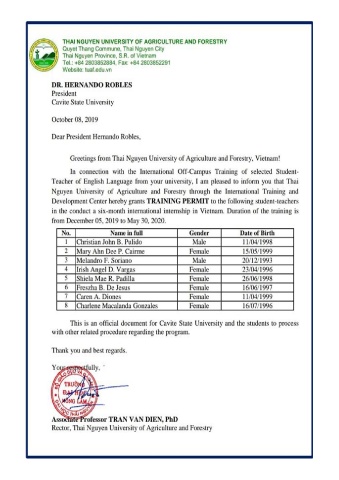 THAI NGUYEN UNIVERSITY OF AGRICULTURE AND FORESTRY
Quyet Thang Commune, Thai Nguyen City
Thai Nguyen Province, S.R. of Vietnam
Tel.: +84 2803852884, Fax: +84 2803852291
Website: tuaf.edu.vn
DR. HERNANDO ROBLES
President
Cavite State University
October 08, 2019
Dear President Hernando Robles,
Greetings from Thai Nguyen University of Agriculture and Forestry, Vietnam!
In connection with the International Off-Campus Training of selected Student-
Teacher of English Language from your university, I am pleased to inform you that Thai
Nguyen University of Agriculture and Forestry through the International Training and
Development Center hereby grants TRAINING PERMIT to the following student-teachers
in the conduct a six-month international internship in Vietnam. Duration of the training is
from December 05, 2019 to May 30, 2020.
No. Name in full Gender Date of Birth
1 Christian John B. Pulido Male 11/04/1998
2 Mary Ahn Dee P. Cairme Female 15/05/1999
3 Melandro F. Soriano Male 20/12/1993
4 Irish Angel D. Vargas Female 23/04/1996
5 Shiela Mae R. Padilla Female 26/06/1998
6 Freszha B. De Jesus Female 16/06/1997
7 Caren A. Diones Female 11/04/1999
8 Charlene Macalanda Gonzales Female 16/07/1996
This is an official document for Cavite State University and the students to process
with other related procedure regarding the program.
Thank you and best regards.
Yours respectfully,
TRƯỜNG
ĐẠI HỌC
NÔNG LÂM
Associate Professor TRAN VAN DIEN, PhD
Rector, Thai Nguyen University of Agriculture and Forestry